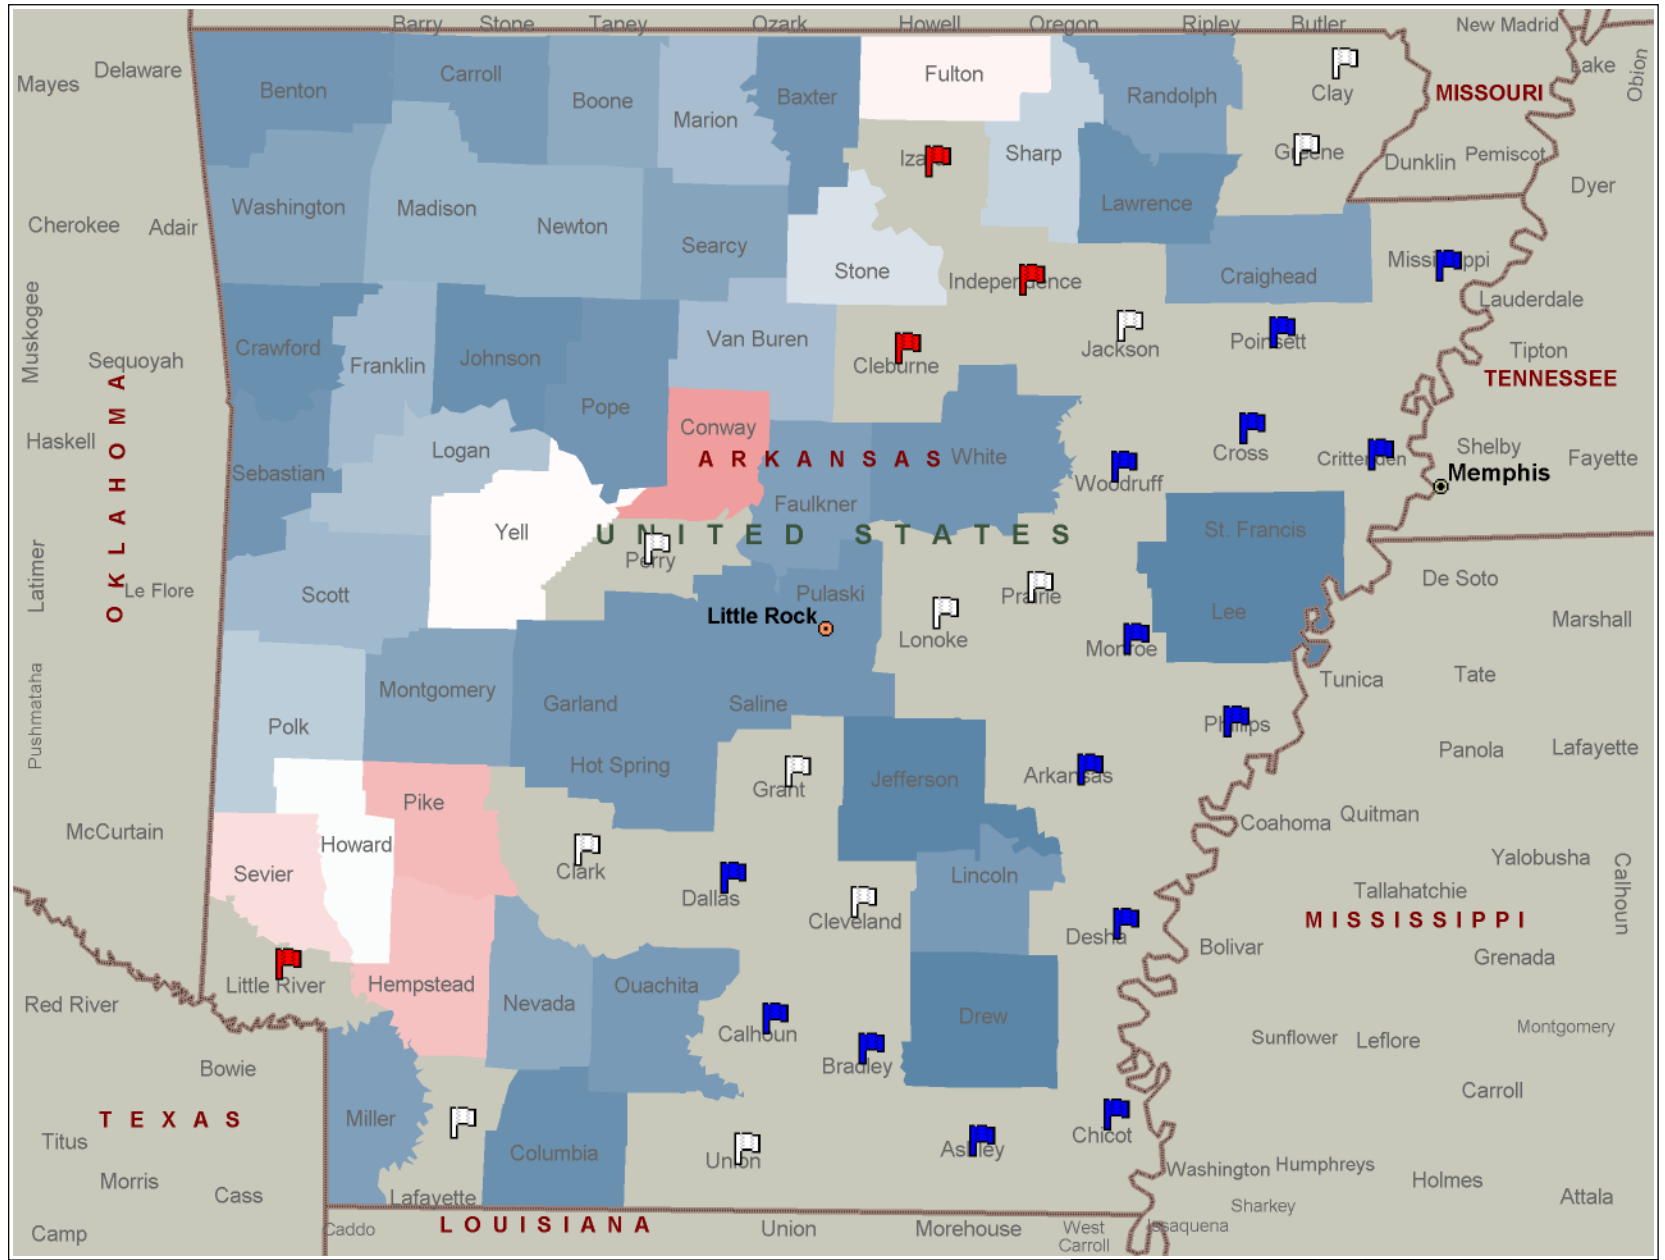 Barry
Stone
Taney
Ozark
Howell
Oregon
Ripley
Butler
New Madrid
Mayes
Delaware
Benton
Carroll
Boone
Marion
Baxter
Fulton
Randolph
Clay
MISSOURI
Lake
Obion
Izard
Sharp
Greene
Dunklin
Pemiscot
Dyer
Cherokee
Adair
Washington
Madison
Newton
Searcy
Stone
Lawrence
Independence
Craighead
Mississippi
Lauderdale
Muskogee
Sequoyah
Crawford
Franklin
Johnson
Van Buren
Cleburne
Jackson
Poinsett
Tipton
TENNESSEE
OKLAHOMA
Haskell
Sebastian
Logan
Pope
Conway
ARKANSAS
White
Faulkner
Woodruff
Cross
Crittenden
Shelby
Memphis
Fayette
Latimer
Le Flore
Scott
Yell
UNITED STATES
Perry
Pulaski
Little Rock
Lonoke
Prairie
St. Francis
Lee
Monroe
De Soto
Marshall
Pushmataha
Polk
Montgomery
Garland
Saline
Hot Spring
Phillips
Tunica
Tate
Panola
Lafayette
McCurtain
Pike
Howard
Sevier
Grant
Jefferson
Arkansas
Coahoma
Quitman
Yalobusha
Calhoun
Clark
Dallas
Cleveland
Lincoln
Desha
Tallahatchie
MISSISSIPPI
Bolivar
Grenada
Red River
Little River
Hempstead
Nevada
Ouachita
Calhoun
Bradley
Drew
Sunflower
Leflore
Montgomery
Bowie
TEXAS
Titus
Morris
Cass
Camp
Miller
Lafayette
Columbia
Union
Ashley
Chicot
Carroll
Washington
Humphreys
Holmes
Sharkey
Attala
Caddo
LOUISIANA
Union
Morehouse
West
Carroll
Issaquena